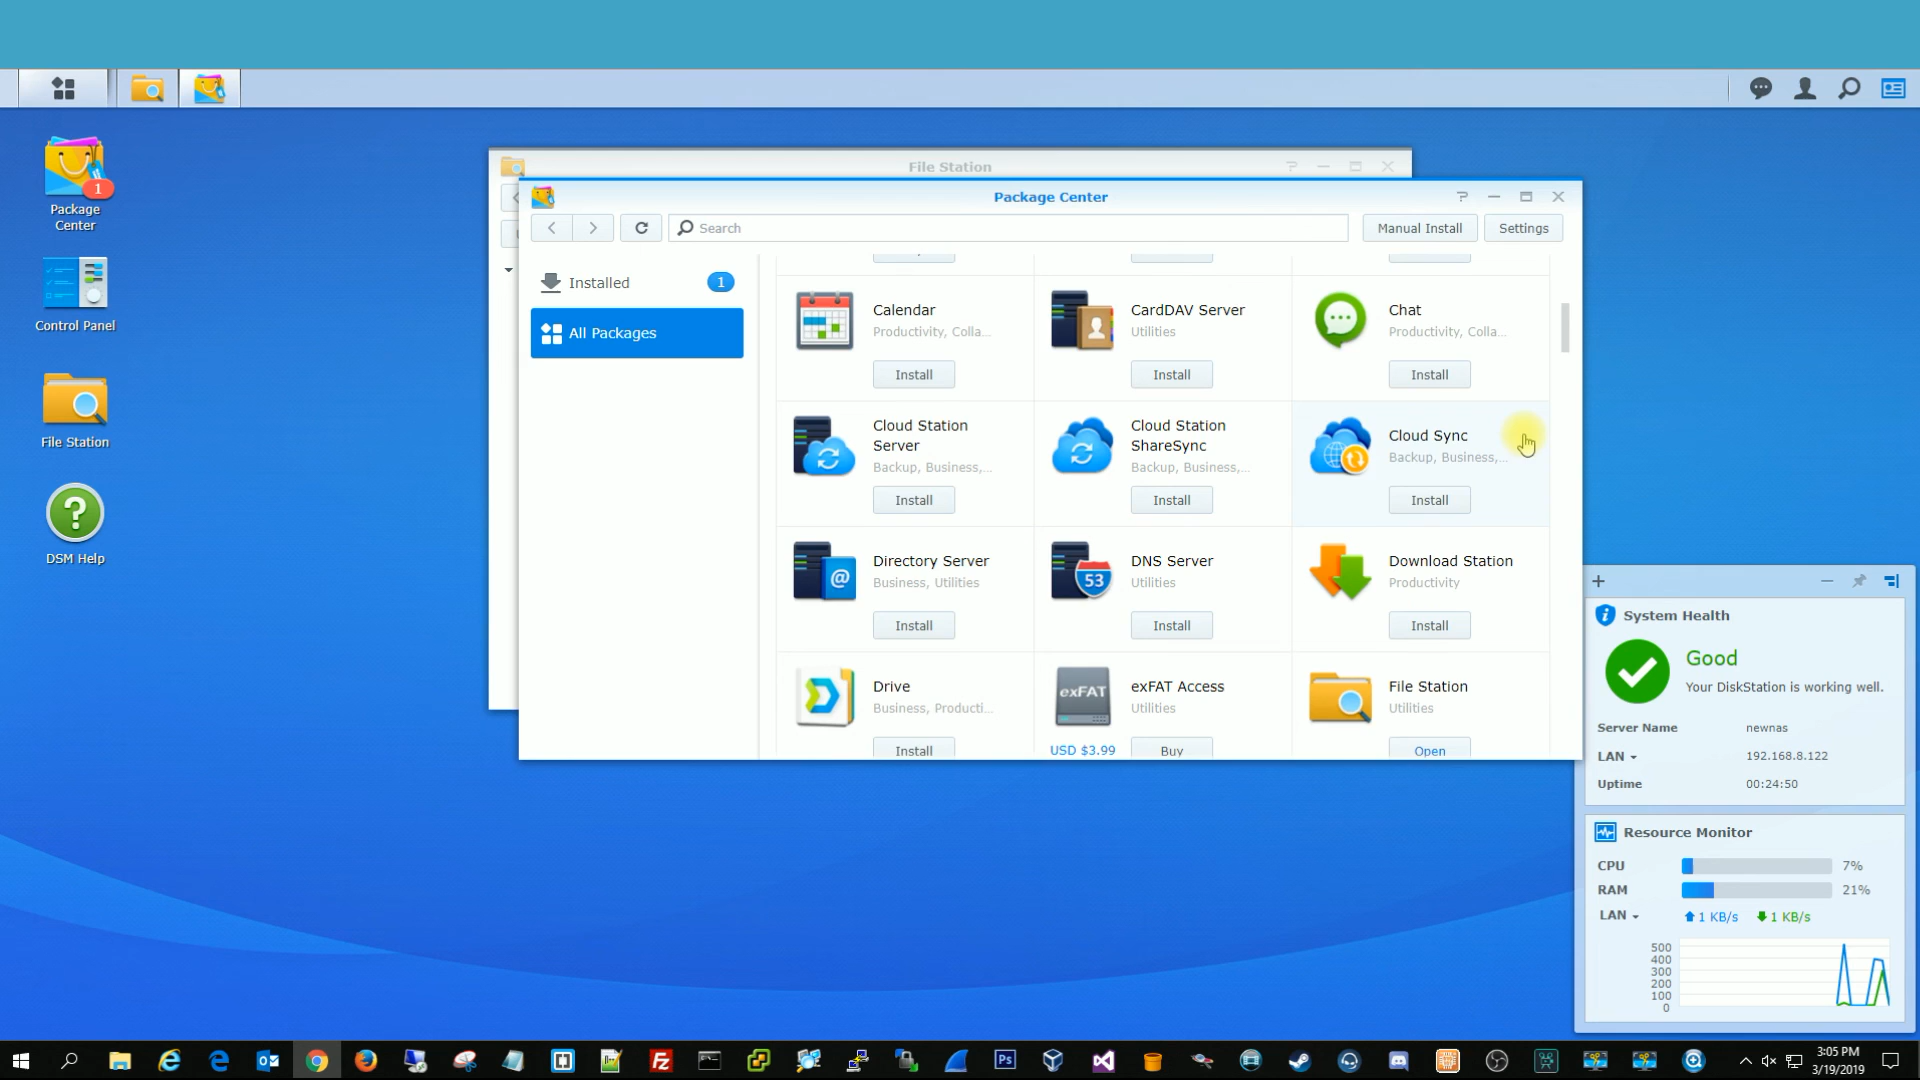 1
Package
Center
Control Panel
File Station
?
DSM Help
File Station
?
Package Center
?
Search
Manual Install
Settings
Installed
1
All Packages
Calendar
Productivity, Colla...
Install
CardDAV Server
Utilities
Install
Chat
Productivity, Colla...
Install
Cloud Station
Server
Backup, Business,...
Install
Cloud Station
ShareSync
Backup, Business,...
Install
Cloud Sync
Backup, Business,...
Install
@
Directory Server
Business, Utilities
Install
53
DNS Server
Utilities
Install
Download Station
Productivity
Install
Drive
Business, Producti...
Install
exFAT
exFAT Access
Utilities
USD $3.99
Buy
File Station
Utilities
Open
System Health
Good
Your DiskStation is working well.
Server Name newnas
LAN 192.168.8.122
Uptime 00:24:50
Resource Monitor
CPU 7%
RAM 21%
LAN 1 KB/s 1 KB/s
500
400
300
200
100
0
Ps
3:05 PM
3/19/2019